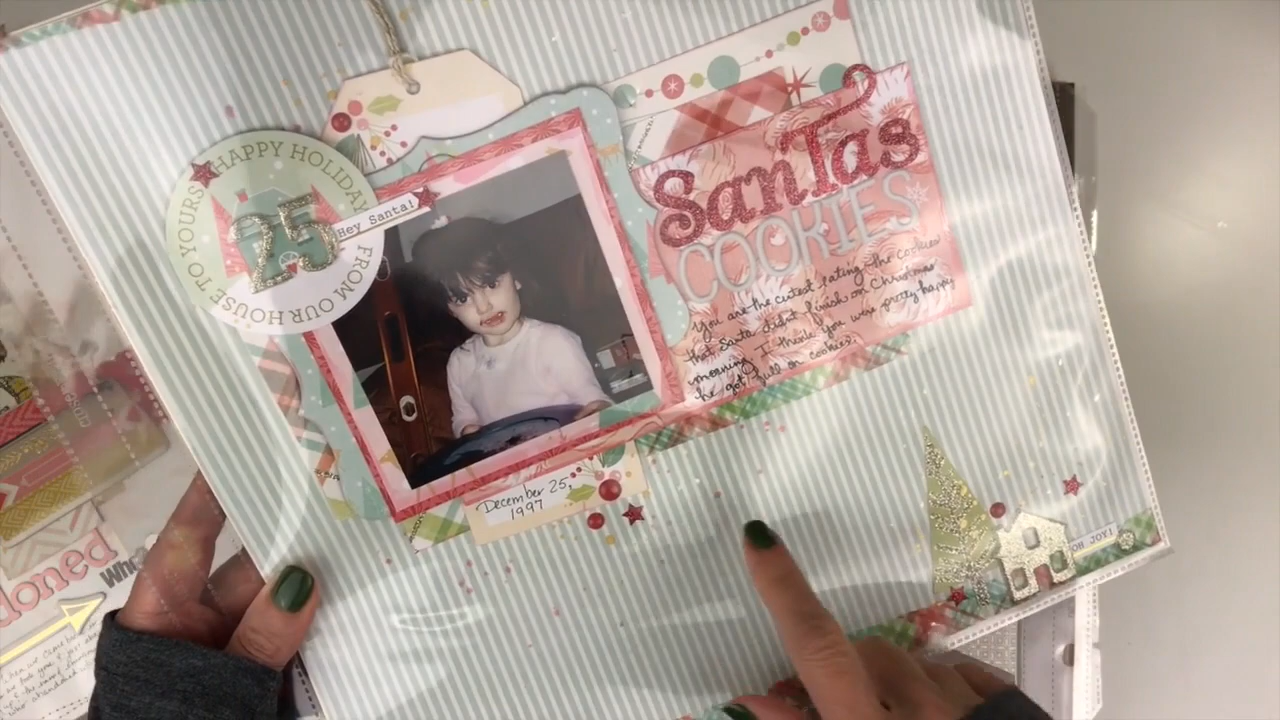 HAPPY HOLIDAYS
FROM OUR HOUSE TO YOURS
25
Hey Santa!
SanTas
COOKIES
You are the cutest eating the cookies
that Santa didn't finish on Christmas
morning. I think you were pretty happy
he got full on cookies.
December 25,
1997
OH JOY!
doned